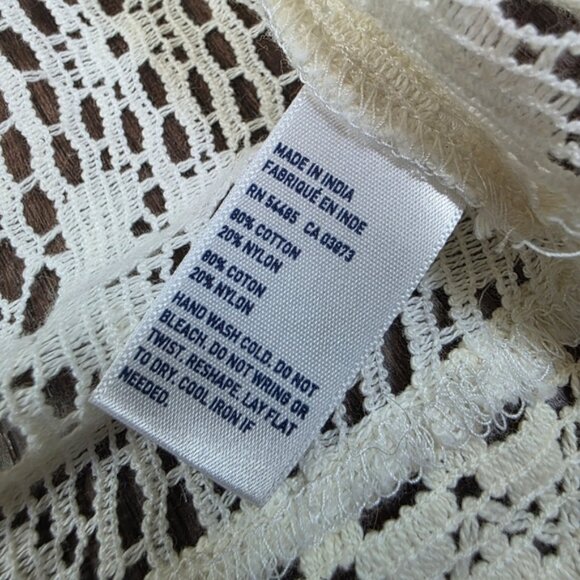 MADE IN INDIA
FABRIQUÉ EN INDE
RN 54485 CA 03873
80% COTTON
20% NYLON
80% COTON
20% NYLON
HAND WASH COLD. DO NOT
BLEACH. DO NOT WRING OR
TWIST. RESHAPE, LAY FLAT
TO DRY. COOL IRON IF
NEEDED.